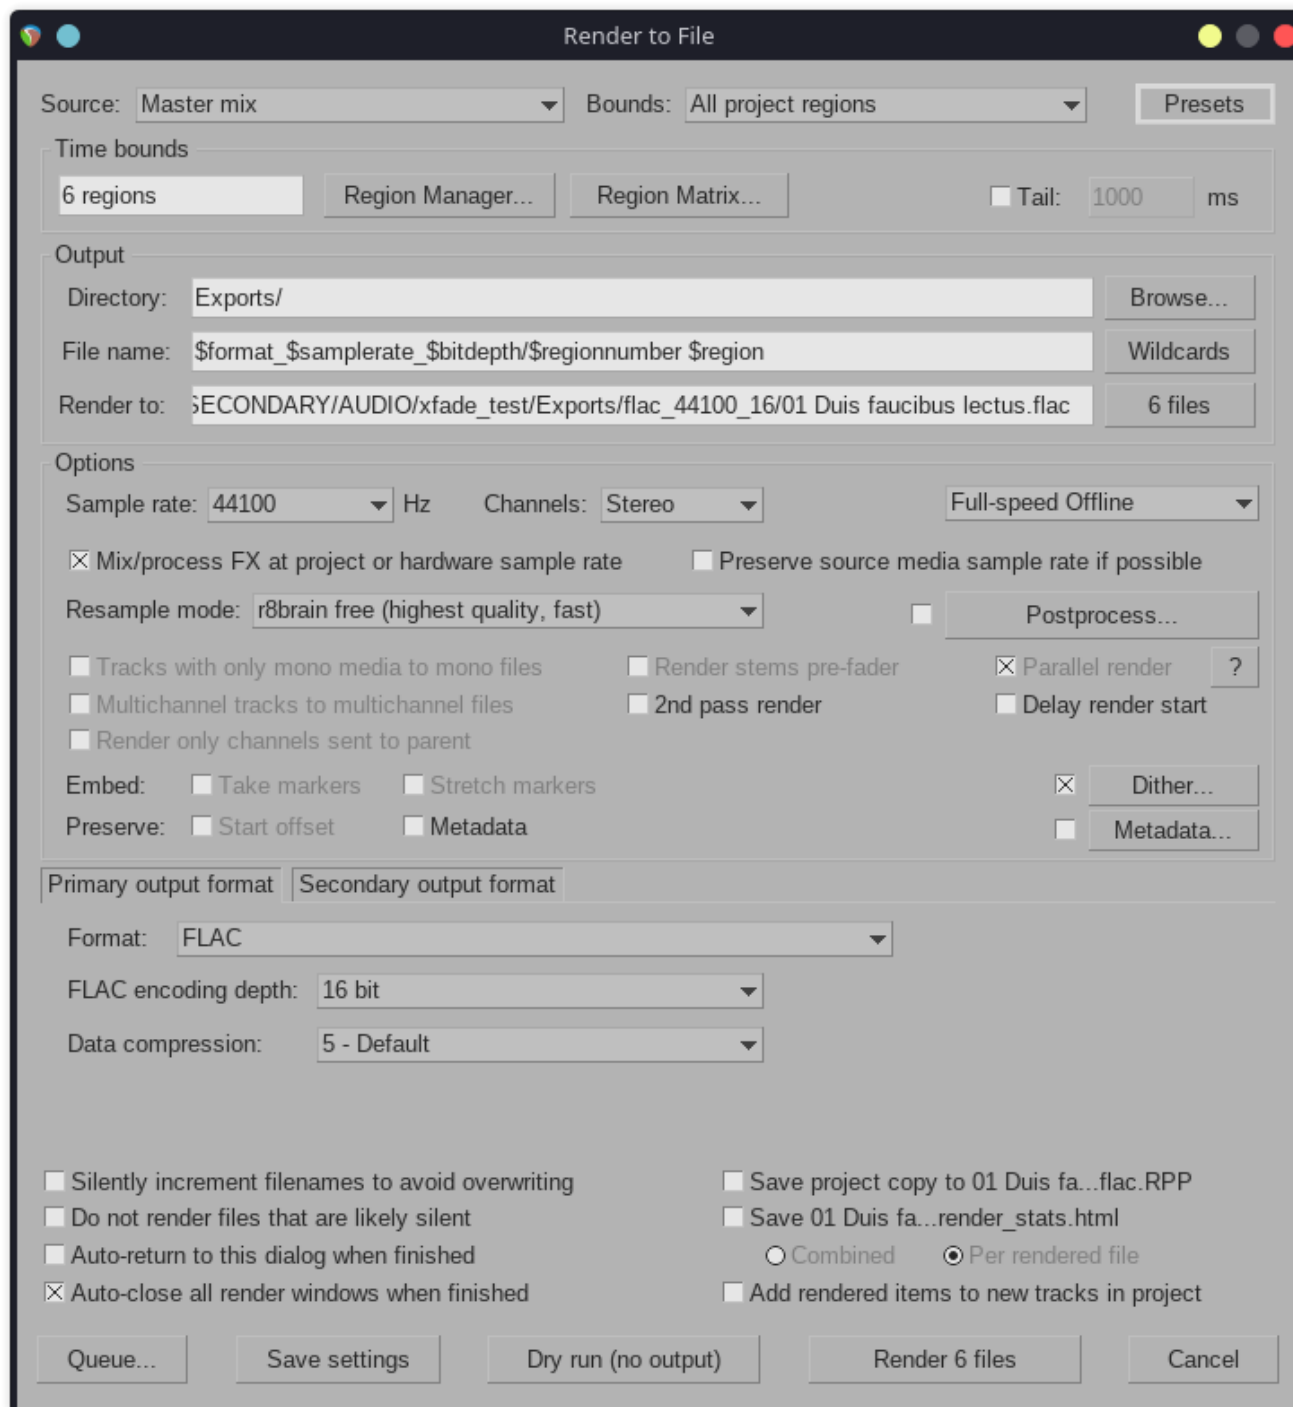 Render to File
Source: Master mix Bounds: All project regions Presets
Time bounds
6 regions Region Manager... Region Matrix... Tail: 1000 ms
Output
Directory: Exports/ Browse...
File name: $format_$samplerate_$bitdepth/$regionnumber $region Wildcards
Render to: SECONDARY/AUDIO/xfade_test/Exports/flac_44100_16/01 Duis faucibus lectus.flac 6 files
Options
Sample rate: 44100 Hz Channels: Stereo Full-speed Offline
Mix/process FX at project or hardware sample rate Preserve source media sample rate if possible
Resample mode: r8brain free (highest quality, fast) Postprocess...
Tracks with only mono media to mono files Render stems pre-fader Parallel render ?
Multichannel tracks to multichannel files 2nd pass render Delay render start
Render only channels sent to parent
Embed: Take markers Stretch markers Dither...
Preserve: Start offset Metadata Metadata...
Primary output format Secondary output format
Format: FLAC
FLAC encoding depth: 16 bit
Data compression: 5 - Default
Silently increment filenames to avoid overwriting Save project copy to 01 Duis fa...flac.RPP
Do not render files that are likely silent Save 01 Duis fa...render_stats.html
Auto-return to this dialog when finished Combined Per rendered file
Auto-close all render windows when finished Add rendered items to new tracks in project
Queue... Save settings Dry run (no output) Render 6 files Cancel